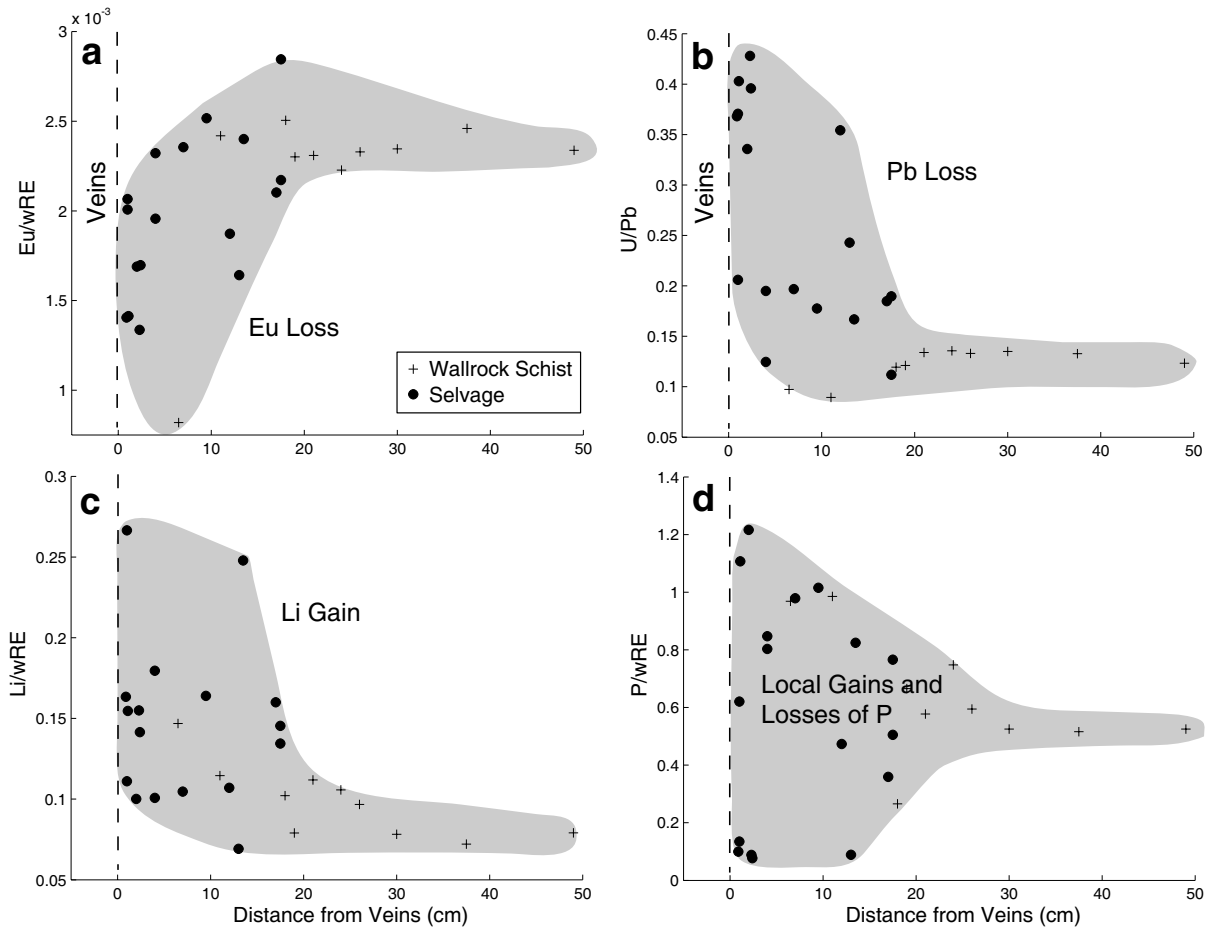 x 10⁻³
3
2.5
2
1.5
1
Eu/wRE
a
Veins
Eu Loss
Wallrock Schist
Selvage
0
10
20
30
40
50
0.45
0.4
0.35
0.3
0.25
0.2
0.15
0.1
0.05
U/Pb
b
Veins
Pb Loss
0
10
20
30
40
50
0.3
0.25
0.2
0.15
0.1
0.05
Li/wRE
c
Li Gain
0
10
20
30
40
50
Distance from Veins (cm)
1.4
1.2
1
0.8
0.6
0.4
0.2
0
P/wRE
d
Local Gains and
Losses of P
0
10
20
30
40
50
Distance from Veins (cm)